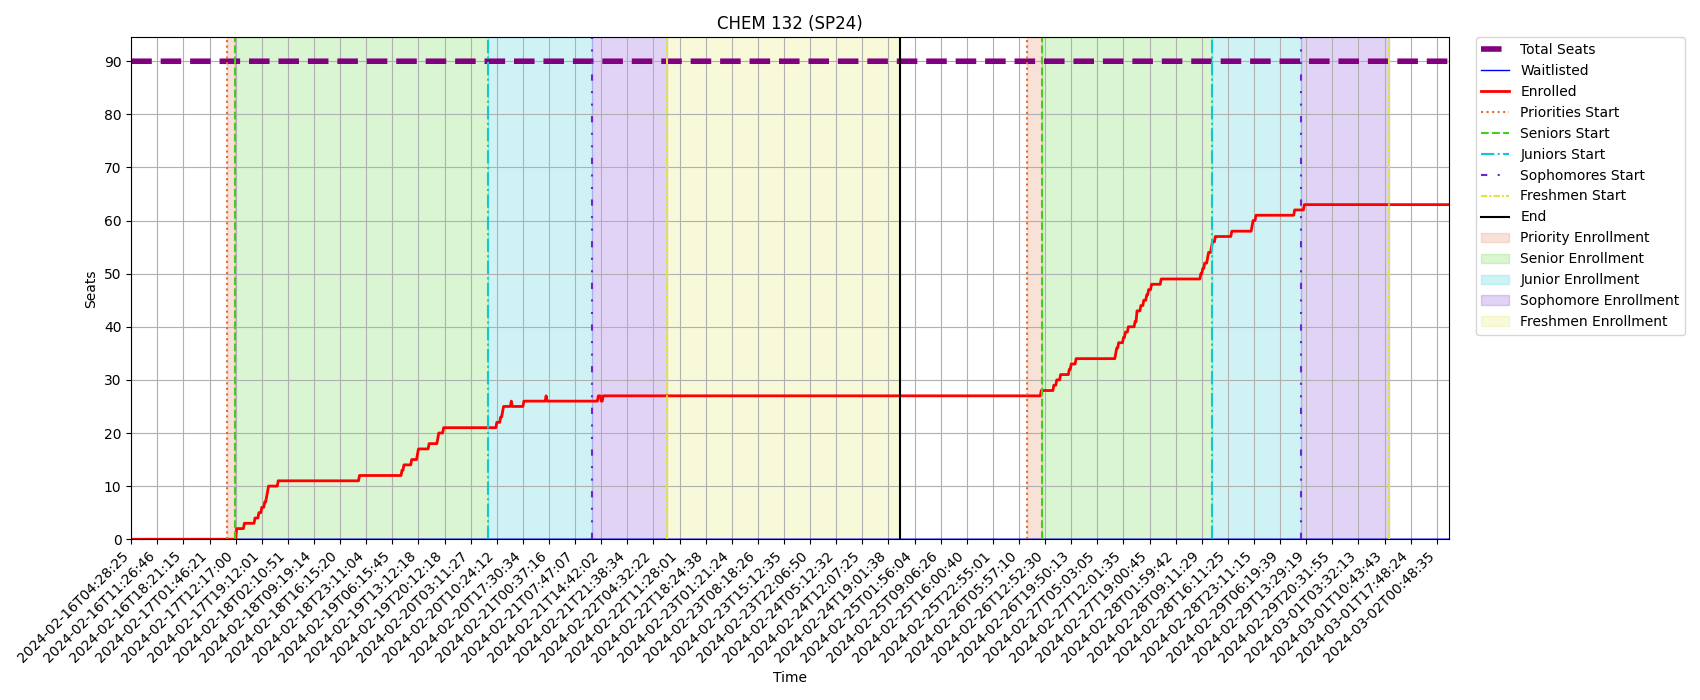 CHEM 132 (SP24)
Seats
90
80
70
60
50
40
30
20
10
0
2024-02-16T04:28:25
2024-02-16T11:26:46
2024-02-16T18:21:15
2024-02-17T01:46:21
2024-02-17T12:17:00
2024-02-17T19:12:01
2024-02-18T02:10:51
2024-02-18T09:19:14
2024-02-18T16:15:20
2024-02-18T23:11:04
2024-02-19T06:15:45
2024-02-19T13:12:18
2024-02-19T20:12:18
2024-02-20T03:11:27
2024-02-20T10:24:12
2024-02-20T17:30:34
2024-02-21T00:37:16
2024-02-21T07:47:07
2024-02-21T14:42:02
2024-02-21T21:38:34
2024-02-22T04:32:22
2024-02-22T11:28:01
2024-02-22T18:24:38
2024-02-23T01:21:24
2024-02-23T08:18:26
2024-02-23T15:12:35
2024-02-23T22:06:50
2024-02-24T05:12:32
2024-02-24T12:07:25
2024-02-24T19:01:38
2024-02-25T01:56:04
2024-02-25T09:06:26
2024-02-25T16:00:40
2024-02-25T22:55:01
2024-02-26T05:57:10
2024-02-26T12:52:30
2024-02-26T19:50:13
2024-02-27T05:03:05
2024-02-27T12:01:35
2024-02-27T19:00:45
2024-02-28T01:59:42
2024-02-28T09:11:29
2024-02-28T16:11:25
2024-02-28T23:11:15
2024-02-29T06:19:39
2024-02-29T13:29:19
2024-02-29T20:31:55
2024-03-01T03:32:13
2024-03-01T10:43:43
2024-03-01T17:48:24
2024-03-02T00:48:35
Time
Total Seats
Waitlisted
Enrolled
Priorities Start
Seniors Start
Juniors Start
Sophomores Start
Freshmen Start
End
Priority Enrollment
Senior Enrollment
Junior Enrollment
Sophomore Enrollment
Freshmen Enrollment